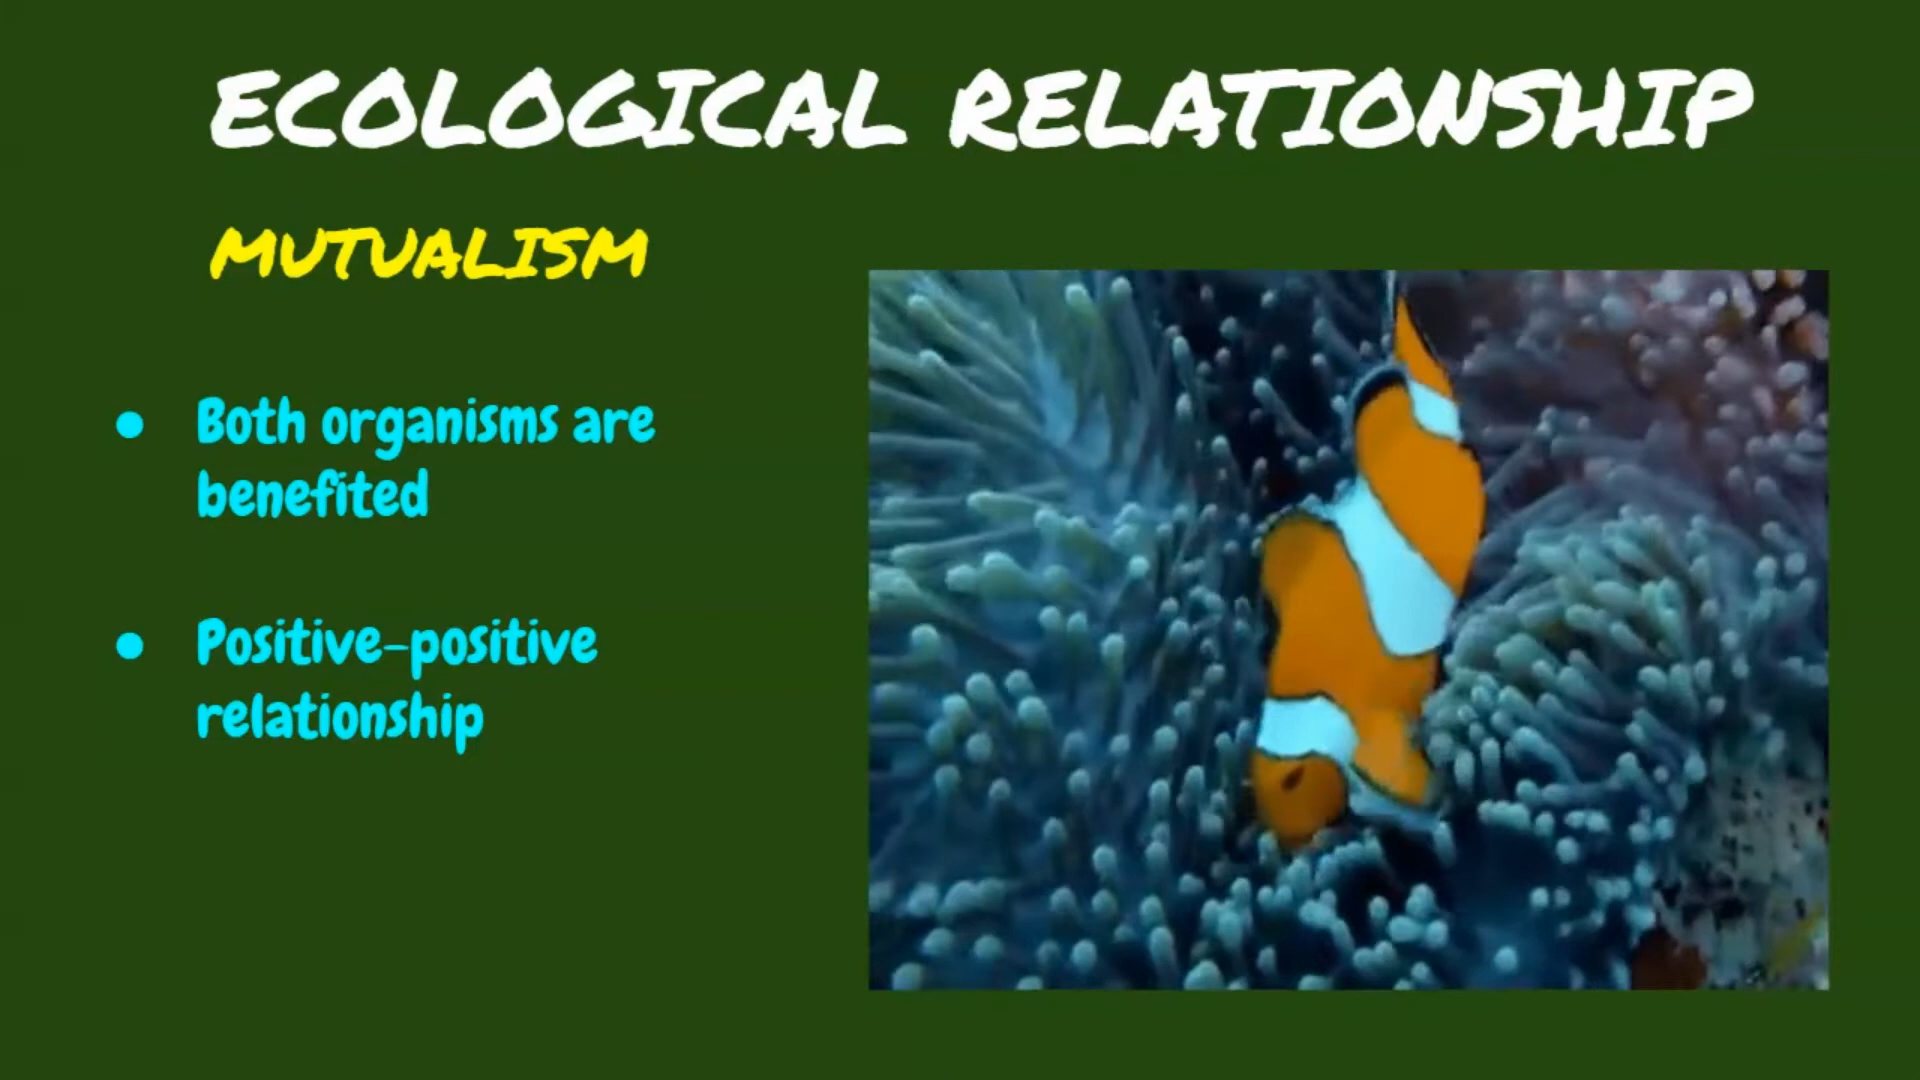 ECOLOGICAL RELATIONSHIP
MUTUALISM
● Both organisms are
benefited
● Positive-positive
relationship